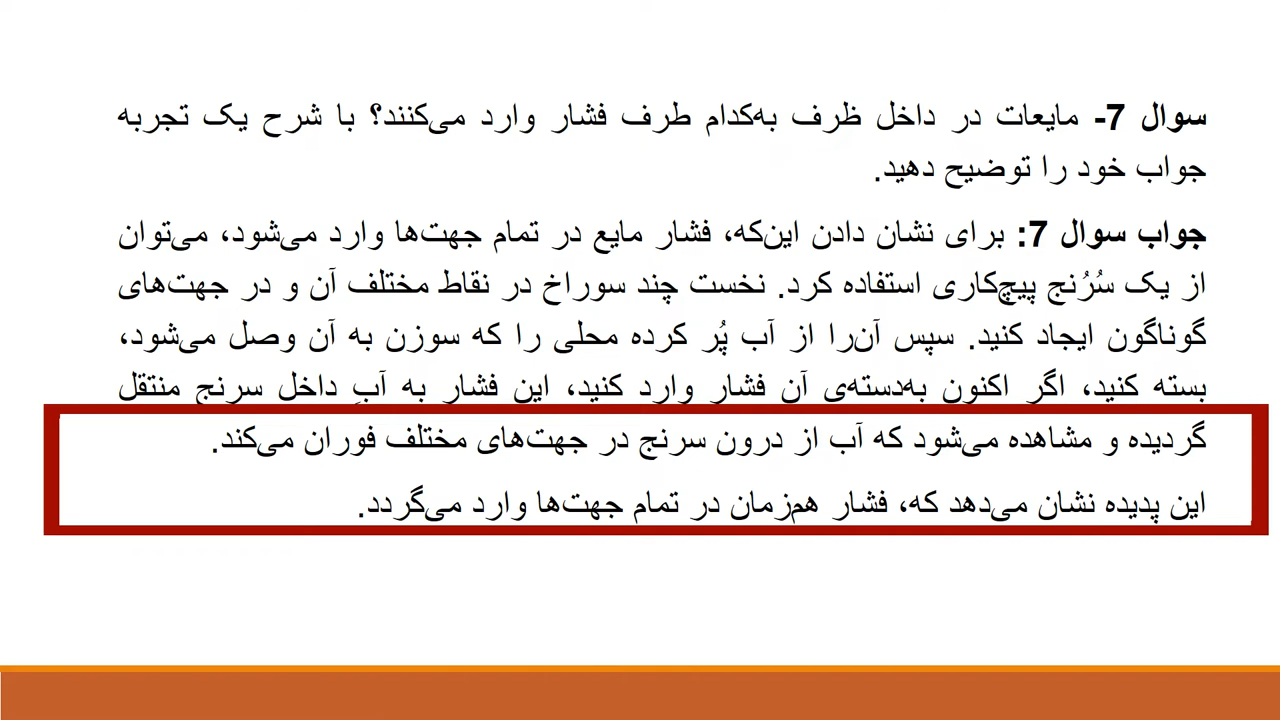 سوال 7- مایعات در داخل ظرف به‌کدام طرف فشار وارد می‌کنند؟ با شرح یک تجربه
جواب خود را توضیح دهید.
جواب سوال 7: برای نشان دادن این‌که، فشار مایع در تمام جهت‌ها وارد می‌شود، می‌توان
از یک سُرُنج پیچ‌کاری استفاده کرد. نخست چند سوراخ در نقاط مختلف آن و در جهت‌های
گوناگون ایجاد کنید. سپس آن‌را از آب پُر کرده محلی را که سوزن به آن وصل می‌شود،
بسته کنید، اگر اکنون به‌دسته‌ی آن فشار وارد کنید، این فشار به آبِ داخل سرنج منتقل
گردیده و مشاهده می‌شود که آب از درون سرنج در جهت‌های مختلف فوران می‌کند.
این پدیده نشان می‌دهد که، فشار هم‌زمان در تمام جهت‌ها وارد می‌گردد.